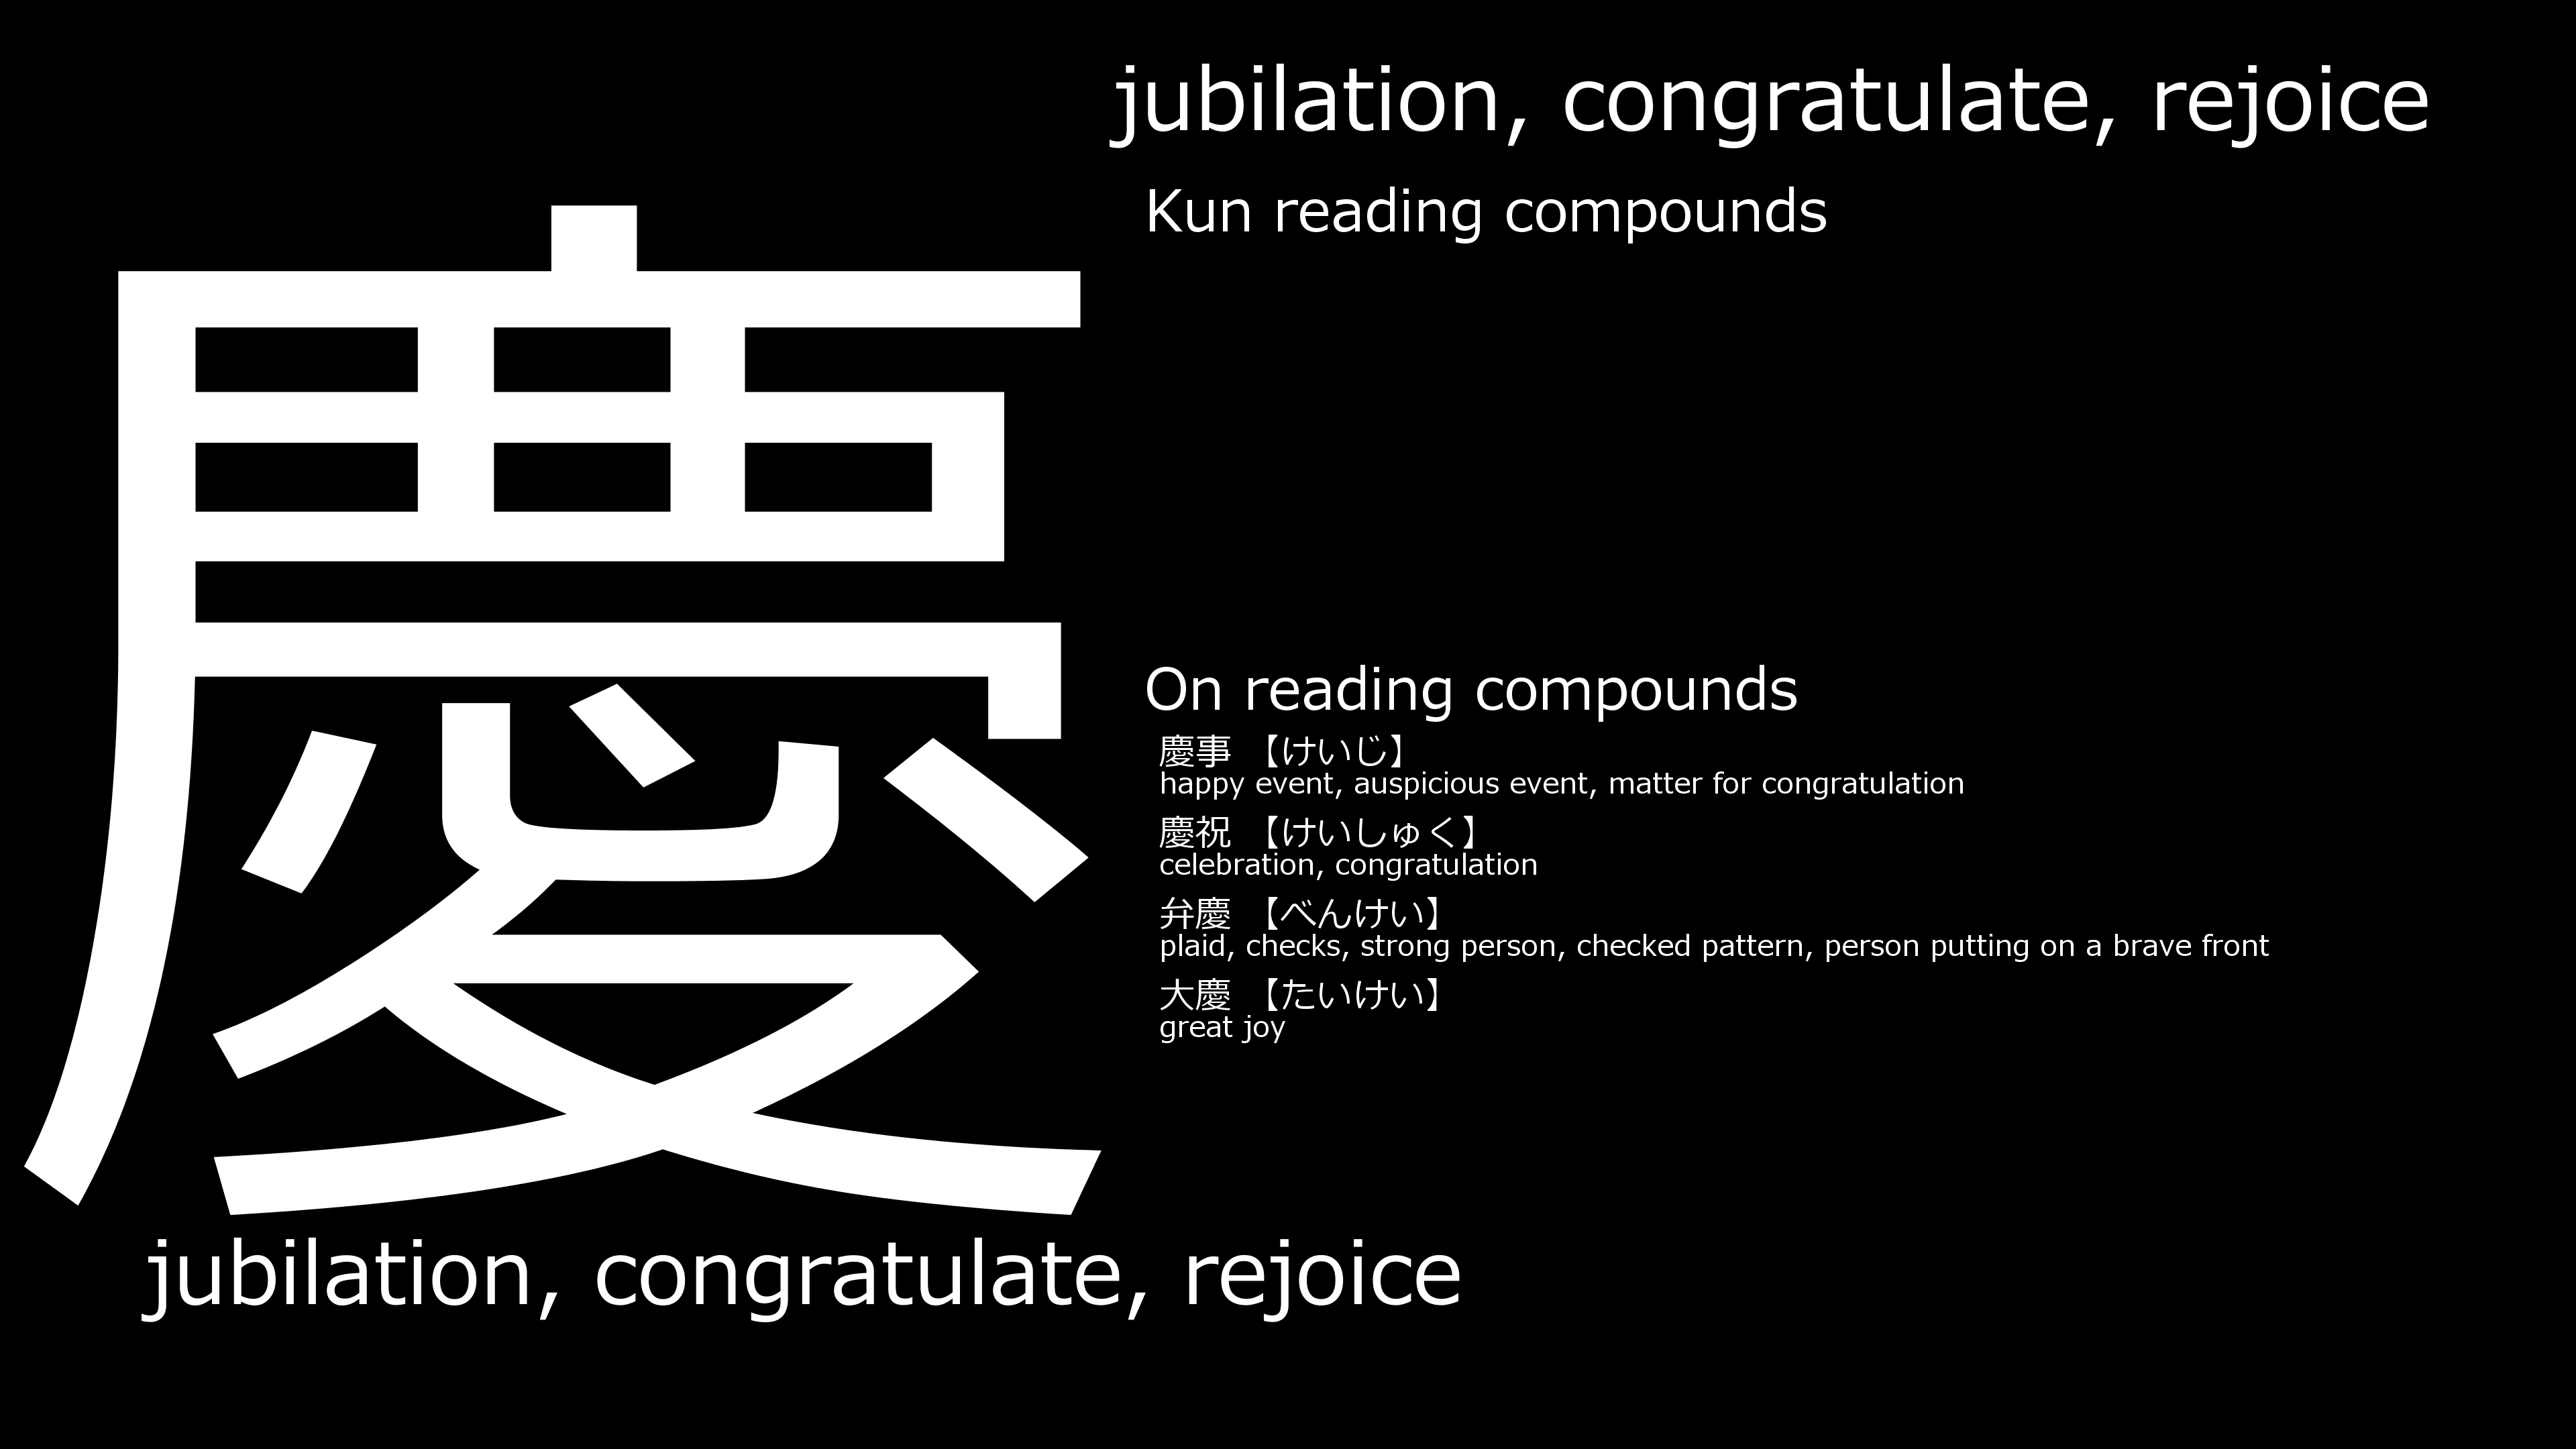 慶
jubilation, congratulate, rejoice
Kun reading compounds
On reading compounds
慶事 【けいじ】
happy event, auspicious event, matter for congratulation
慶祝 【けいしゅく】
celebration, congratulation
弁慶 【べんけい】
plaid, checks, strong person, checked pattern, person putting on a brave front
大慶 【たいけい】
great joy
jubilation, congratulate, rejoice